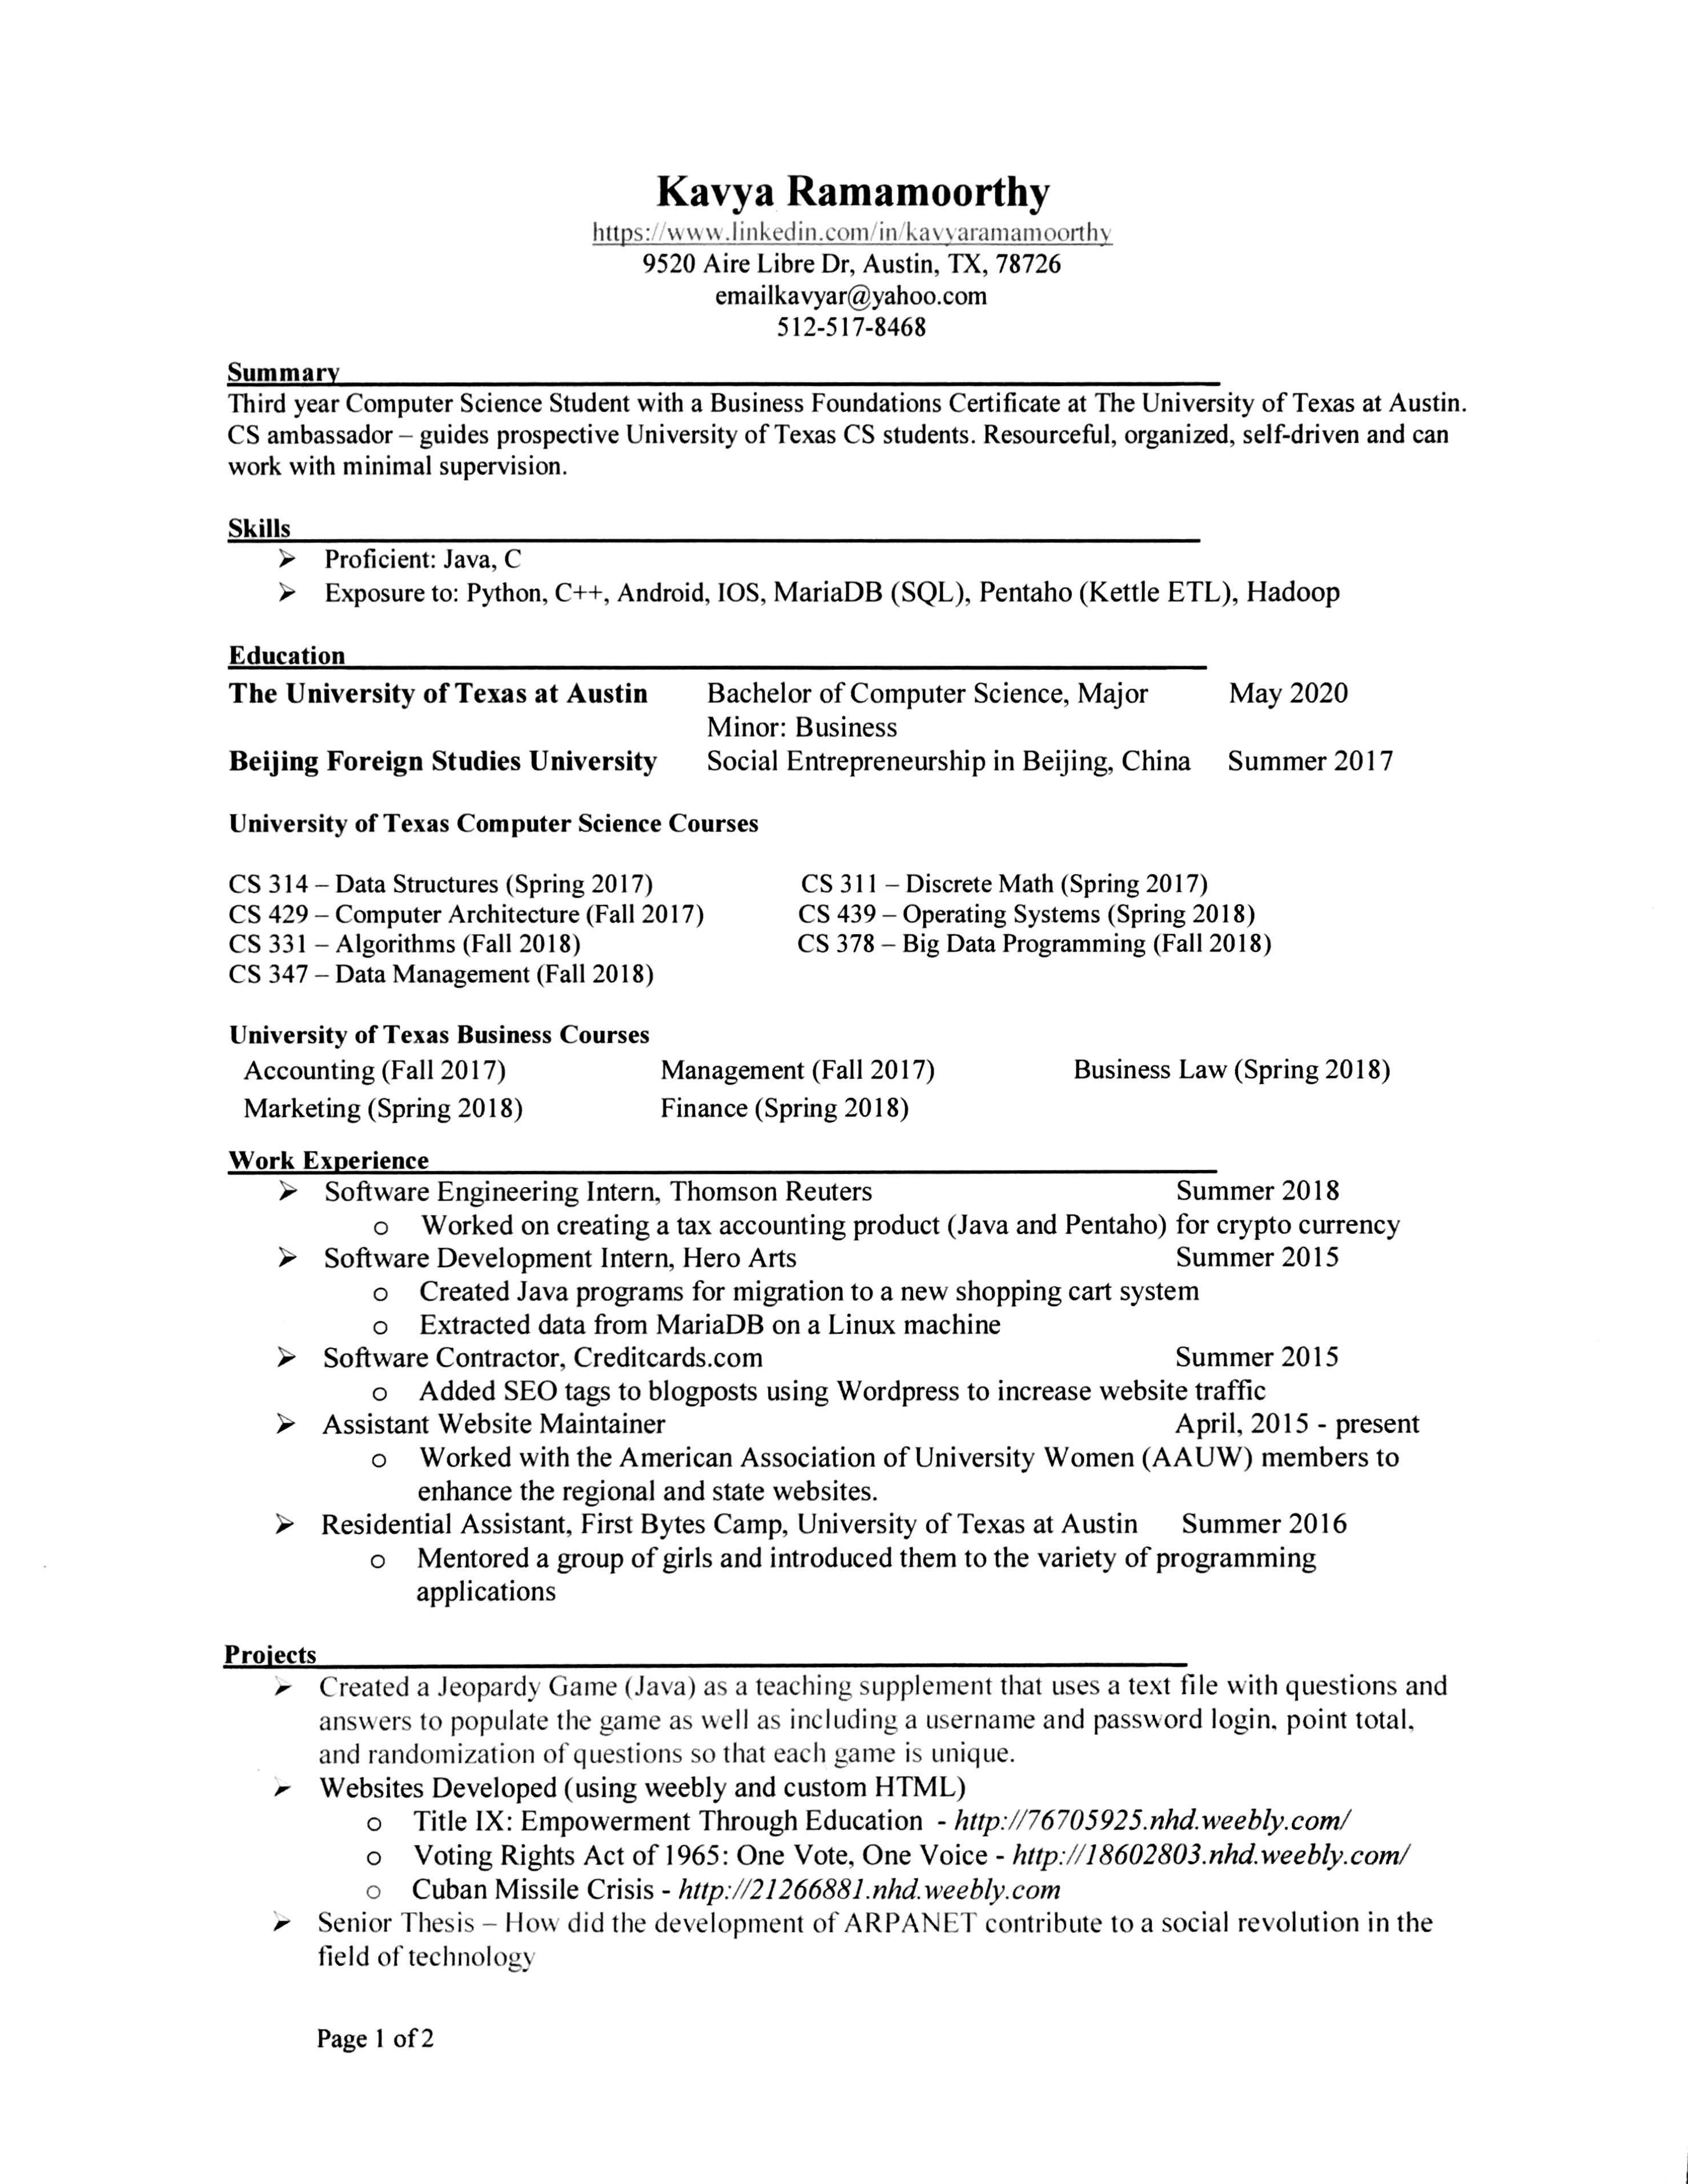 Kavya Ramamoorthy
https://www.linkedin.com/in/kavyaramamoorthy
9520 Aire Libre Dr, Austin, TX, 78726
emailkavyar@yahoo.com
512-517-8468
Summary
Third year Computer Science Student with a Business Foundations Certificate at The University of Texas at Austin.
CS ambassador – guides prospective University of Texas CS students. Resourceful, organized, self-driven and can
work with minimal supervision.
Skills
➢ Proficient: Java, C
➢ Exposure to: Python, C++, Android, IOS, MariaDB (SQL), Pentaho (Kettle ETL), Hadoop
Education
The University of Texas at Austin Bachelor of Computer Science, Major May 2020
Minor: Business
Beijing Foreign Studies University Social Entrepreneurship in Beijing, China Summer 2017
University of Texas Computer Science Courses
CS 314 – Data Structures (Spring 2017) CS 311 – Discrete Math (Spring 2017)
CS 429 – Computer Architecture (Fall 2017) CS 439 – Operating Systems (Spring 2018)
CS 331 – Algorithms (Fall 2018) CS 378 – Big Data Programming (Fall 2018)
CS 347 – Data Management (Fall 2018)
University of Texas Business Courses
Accounting (Fall 2017) Management (Fall 2017) Business Law (Spring 2018)
Marketing (Spring 2018) Finance (Spring 2018)
Work Experience
➢ Software Engineering Intern, Thomson Reuters Summer 2018
o Worked on creating a tax accounting product (Java and Pentaho) for crypto currency
➢ Software Development Intern, Hero Arts Summer 2015
o Created Java programs for migration to a new shopping cart system
o Extracted data from MariaDB on a Linux machine
➢ Software Contractor, Creditcards.com Summer 2015
o Added SEO tags to blogposts using Wordpress to increase website traffic
➢ Assistant Website Maintainer April, 2015 - present
o Worked with the American Association of University Women (AAUW) members to
enhance the regional and state websites.
➢ Residential Assistant, First Bytes Camp, University of Texas at Austin Summer 2016
o Mentored a group of girls and introduced them to the variety of programming
applications
Projects
➢ Created a Jeopardy Game (Java) as a teaching supplement that uses a text file with questions and
answers to populate the game as well as including a username and password login, point total,
and randomization of questions so that each game is unique.
➢ Websites Developed (using weebly and custom HTML)
o Title IX: Empowerment Through Education - http://76705925.nhd.weebly.com/
o Voting Rights Act of 1965: One Vote, One Voice - http://18602803.nhd.weebly.com/
o Cuban Missile Crisis - http://21266881.nhd.weebly.com
➢ Senior Thesis – How did the development of ARPANET contribute to a social revolution in the
field of technology
Page 1 of 2